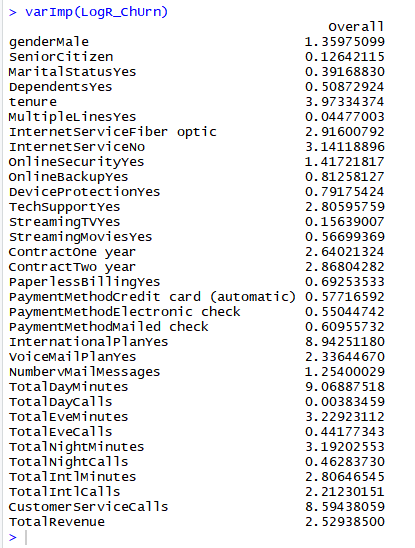 > varImp(LogR_ChUrn)
Overall
genderMale 1.35975099
SeniorCitizen 0.12642115
MaritalStatusYes 0.39168830
DependentsYes 0.50872924
tenure 3.97334374
MultipleLinesYes 0.04477003
InternetServiceFiber optic 2.91600792
InternetServiceNo 3.14118896
OnlineSecurityYes 1.41721817
OnlineBackupYes 0.81258127
DeviceProtectionYes 0.79175424
TechSupportYes 2.80595759
StreamingTVYes 0.15639007
StreamingMoviesYes 0.56699369
ContractOne year 2.64021324
ContractTwo year 2.86804282
PaperlessBillingYes 0.69253533
PaymentMethodCredit card (automatic) 0.57716592
PaymentMethodElectronic check 0.55044742
PaymentMethodMailed check 0.60955732
InternationalPlanYes 8.94251180
VoiceMailPlanYes 2.33644670
NumbervMailMessages 1.25400029
TotalDayMinutes 9.06887518
TotalDayCalls 0.00383459
TotalEveMinutes 3.22923112
TotalEveCalls 0.44177343
TotalNightMinutes 3.19202553
TotalNightCalls 0.46283730
TotalIntlMinutes 2.80646545
TotalIntlCalls 2.21230151
CustomerServiceCalls 8.59438059
TotalRevenue 2.52938500
>